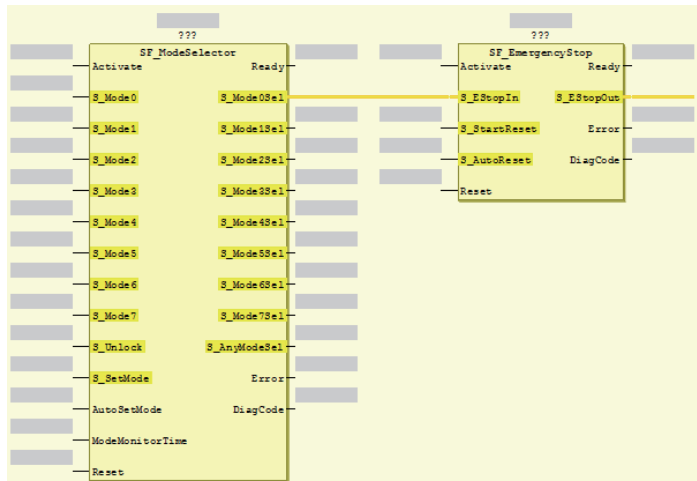 ???
SF_ModeSelector
Activate Ready
S_Mode0 S_Mode0Sel
S_Mode1 S_Mode1Sel
S_Mode2 S_Mode2Sel
S_Mode3 S_Mode3Sel
S_Mode4 S_Mode4Sel
S_Mode5 S_Mode5Sel
S_Mode6 S_Mode6Sel
S_Mode7 S_Mode7Sel
S_Unlock S_AnyModeSel
S_SetMode Error
AutoSetMode DiagCode
ModeMonitorTime
Reset
???
SF_EmergencyStop
Activate Ready
S_EStopIn S_EStopOut
S_StartReset Error
S_AutoReset DiagCode
Reset